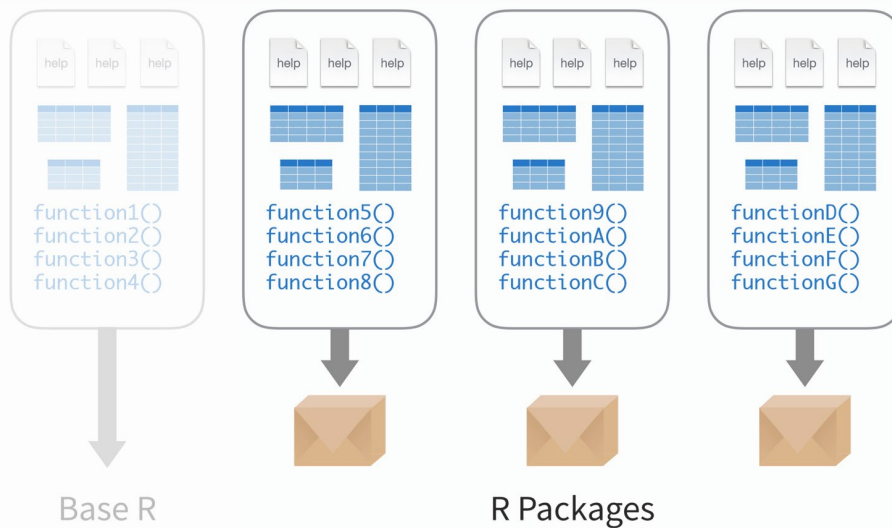 help help help
function1()
function2()
function3()
function4()
help help help
function5()
function6()
function7()
function8()
help help help
function9()
functionA()
functionB()
functionC()
help help help
functionD()
functionE()
functionF()
functionG()
Base R
R Packages